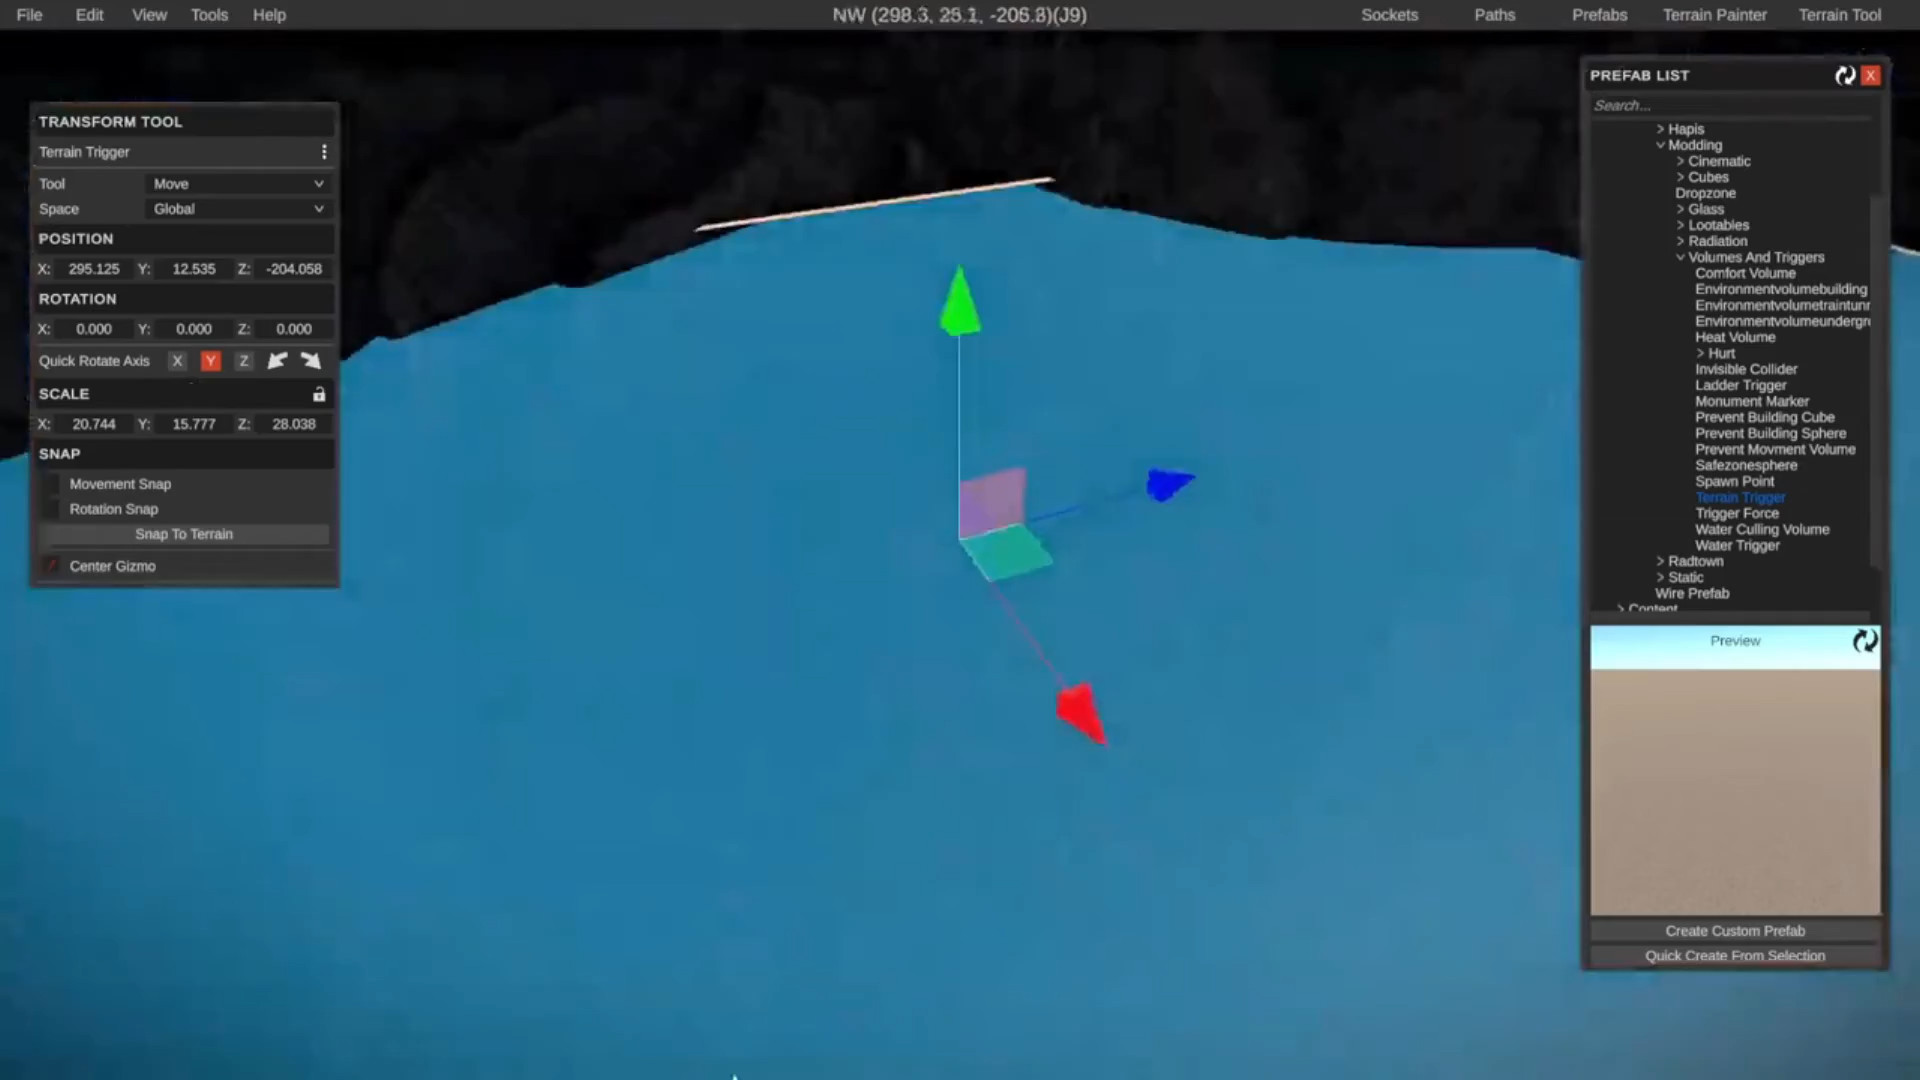 File Edit View Tools Help
NW (298.3, 25.1, -206.8)(J9)
Sockets Paths Prefabs Terrain Painter Terrain Tool
TRANSFORM TOOL
Terrain Trigger
Tool Move
Space Global
POSITION
X: 295.125 Y: 12.535 Z: -204.058
ROTATION
X: 0.000 Y: 0.000 Z: 0.000
Quick Rotate Axis X Y Z
SCALE
X: 20.744 Y: 15.777 Z: 28.038
SNAP
Movement Snap
Rotation Snap
Snap To Terrain
Center Gizmo
PREFAB LIST X
Search...
> Hapis
Modding
> Cinematic
> Cubes
Dropzone
> Glass
> Lootables
> Radiation
Volumes And Triggers
Comfort Volume
Environmentvolumebuilding
Environmentvolumetraintunn
Environmentvolumeundergro
Heat Volume
> Hurt
Invisible Collider
Ladder Trigger
Monument Marker
Prevent Building Cube
Prevent Building Sphere
Prevent Movment Volume
Safezonesphere
Spawn Point
Terrain Trigger
Trigger Force
Water Culling Volume
Water Trigger
> Radtown
> Static
Wire Prefab
> Content
Preview
Create Custom Prefab
Quick Create From Selection